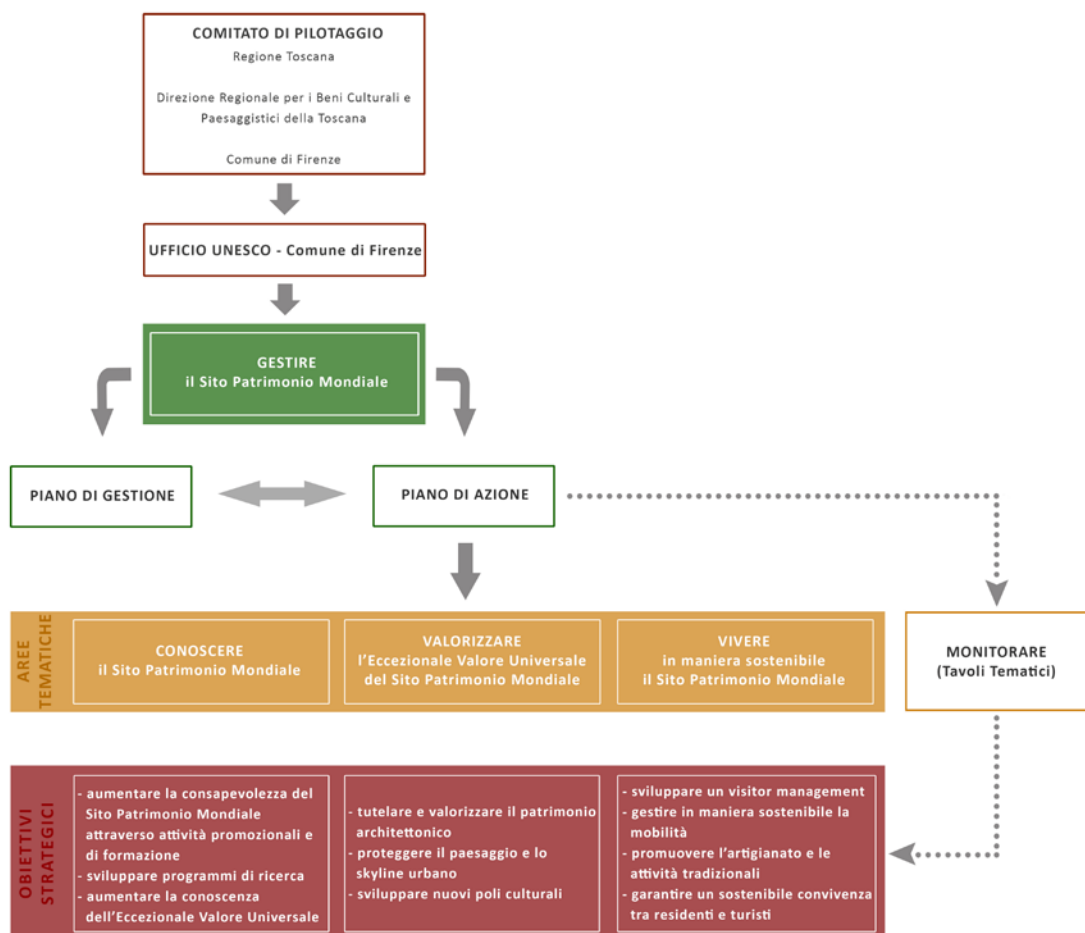 COMITATO DI PILOTAGGIO
Regione Toscana
Direzione Regionale per i Beni Culturali e
Paesaggistici della Toscana
Comune di Firenze
UFFICIO UNESCO - Comune di Firenze
GESTIRE
il Sito Patrimonio Mondiale
PIANO DI GESTIONE
PIANO DI AZIONE
AREE
TEMATICHE
CONOSCERE
il Sito Patrimonio Mondiale
VALORIZZARE
l'Eccezionale Valore Universale
del Sito Patrimonio Mondiale
VIVERE
in maniera sostenibile
il Sito Patrimonio Mondiale
MONITORARE
(Tavoli Tematici)
OBIETTIVI
STRATEGICI
- aumentare la consapevolezza del
Sito Patrimonio Mondiale
attraverso attività promozionali e
di formazione
- sviluppare programmi di ricerca
- aumentare la conoscenza
dell'Eccezionale Valore Universale
- tutelare e valorizzare il patrimonio
architettonico
- proteggere il paesaggio e lo
skyline urbano
- sviluppare nuovi poli culturali
- sviluppare un visitor management
- gestire in maniera sostenibile la
mobilità
- promuovere l'artigianato e le
attività tradizionali
- garantire un sostenibile convivenza
tra residenti e turisti